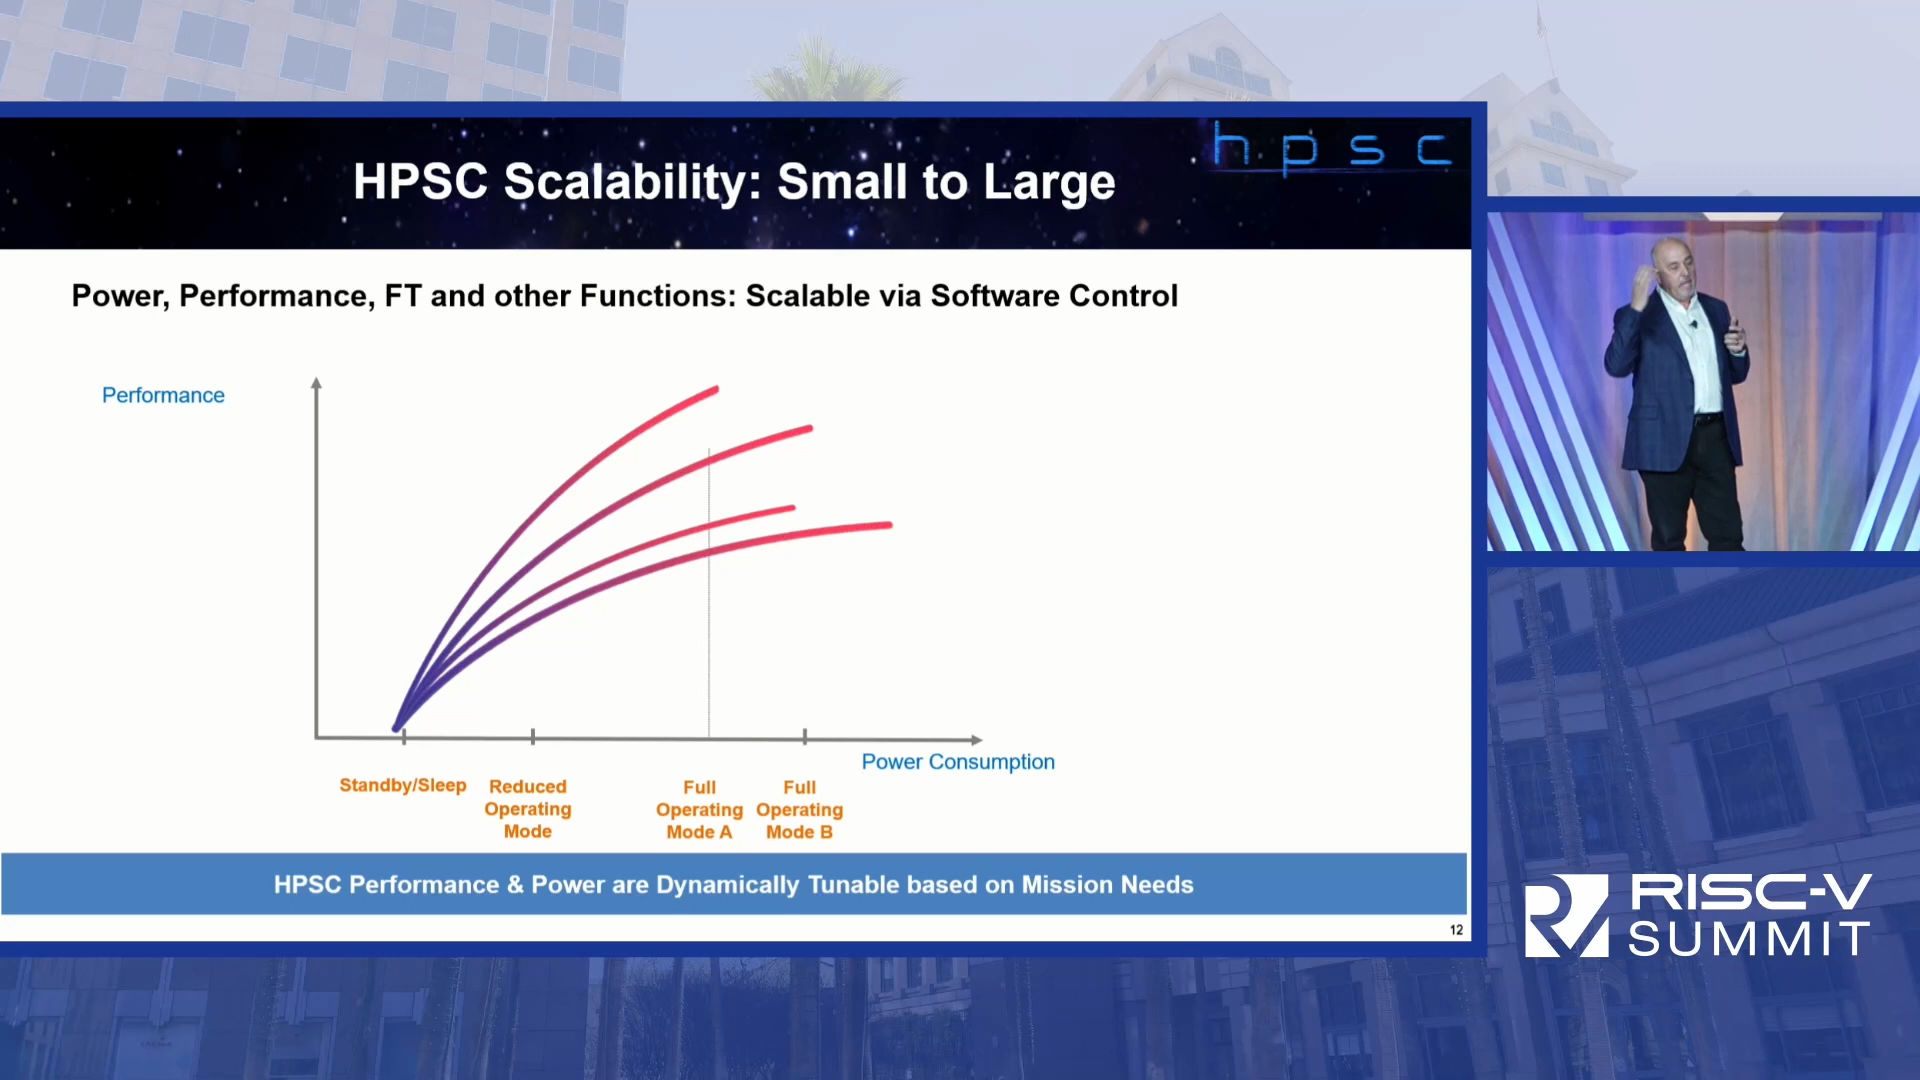 hpsc
HPSC Scalability: Small to Large
Power, Performance, FT and other Functions: Scalable via Software Control
Performance
Power Consumption
Standby/Sleep
Reduced
Operating
Mode
Full
Operating
Mode A
Full
Operating
Mode B
HPSC Performance & Power are Dynamically Tunable based on Mission Needs
12
RISC-V
SUMMIT